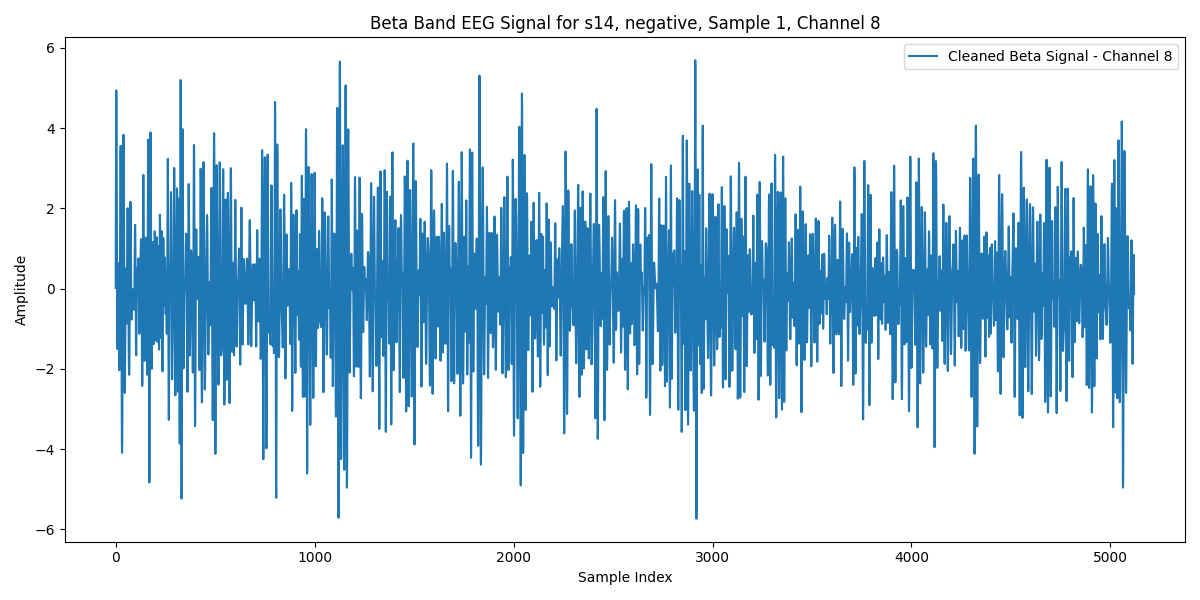 Beta Band EEG Signal for s14, negative, Sample 1, Channel 8
Cleaned Beta Signal - Channel 8
6
4
2
0
−2
−4
−6
Amplitude
0 1000 2000 3000 4000 5000
Sample Index